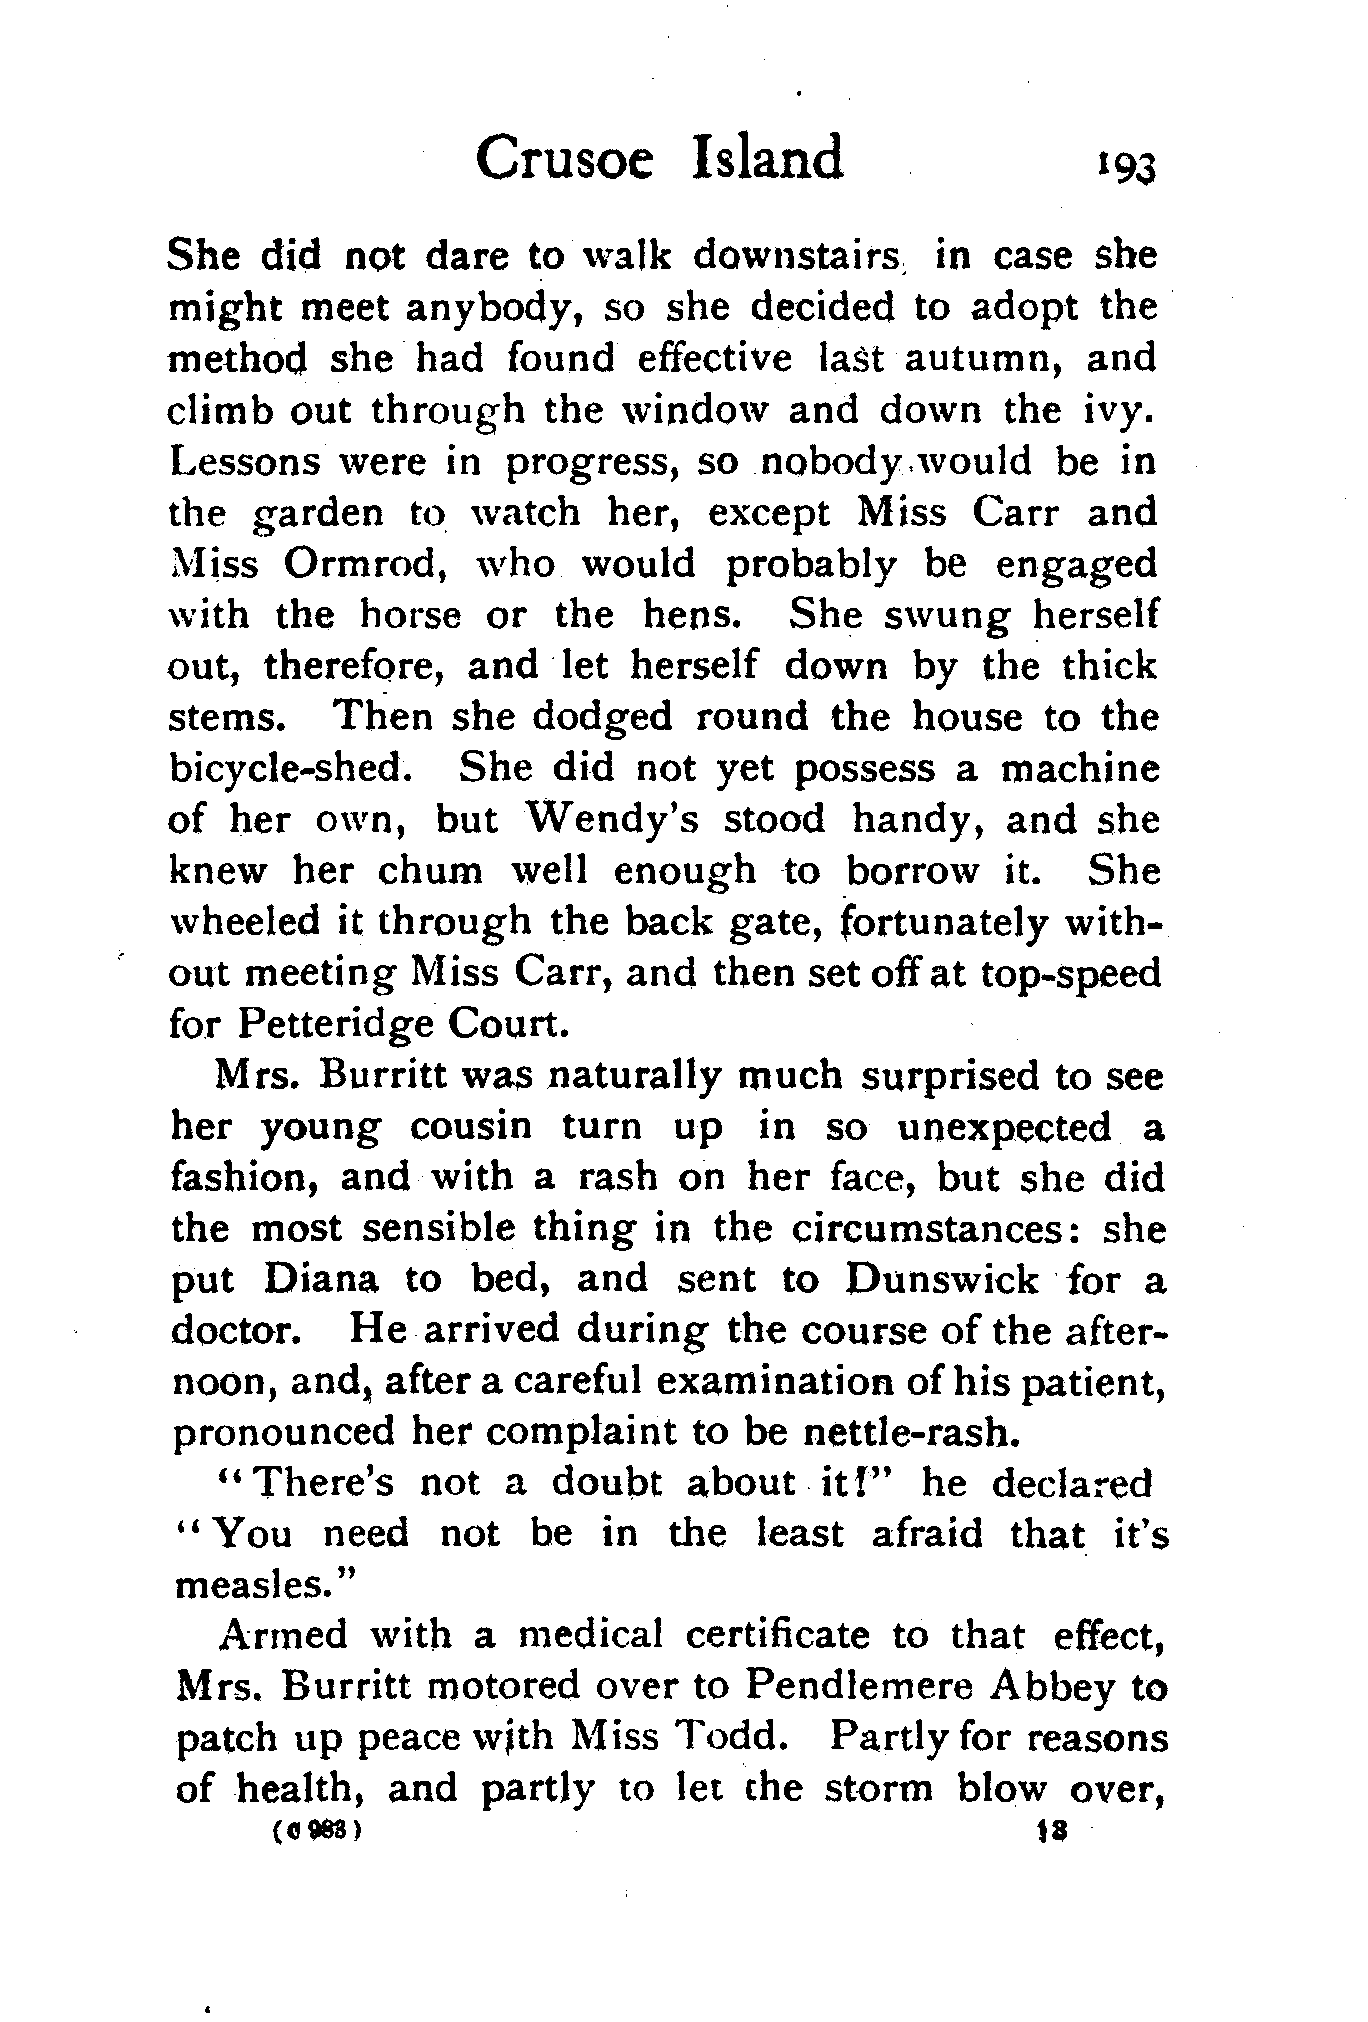 Crusoe Island 193
She did not dare to walk downstairs, in case she
might meet anybody, so she decided to adopt the
method she had found effective last autumn, and
climb out through the window and down the ivy.
Lessons were in progress, so nobody would be in
the garden to watch her, except Miss Carr and
Miss Ormrod, who would probably be engaged
with the horse or the hens. She swung herself
out, therefore, and let herself down by the thick
stems. Then she dodged round the house to the
bicycle-shed. She did not yet possess a machine
of her own, but Wendy's stood handy, and she
knew her chum well enough to borrow it. She
wheeled it through the back gate, fortunately with-
out meeting Miss Carr, and then set off at top-speed
for Petteridge Court.
Mrs. Burritt was naturally much surprised to see
her young cousin turn up in so unexpected a
fashion, and with a rash on her face, but she did
the most sensible thing in the circumstances: she
put Diana to bed, and sent to Dunswick for a
doctor. He arrived during the course of the after-
noon, and, after a careful examination of his patient,
pronounced her complaint to be nettle-rash.
"There's not a doubt about it!" he declared
"You need not be in the least afraid that it's
measles."
Armed with a medical certificate to that effect,
Mrs. Burritt motored over to Pendlemere Abbey to
patch up peace with Miss Todd. Partly for reasons
of health, and partly to let the storm blow over,
(C 983) 13